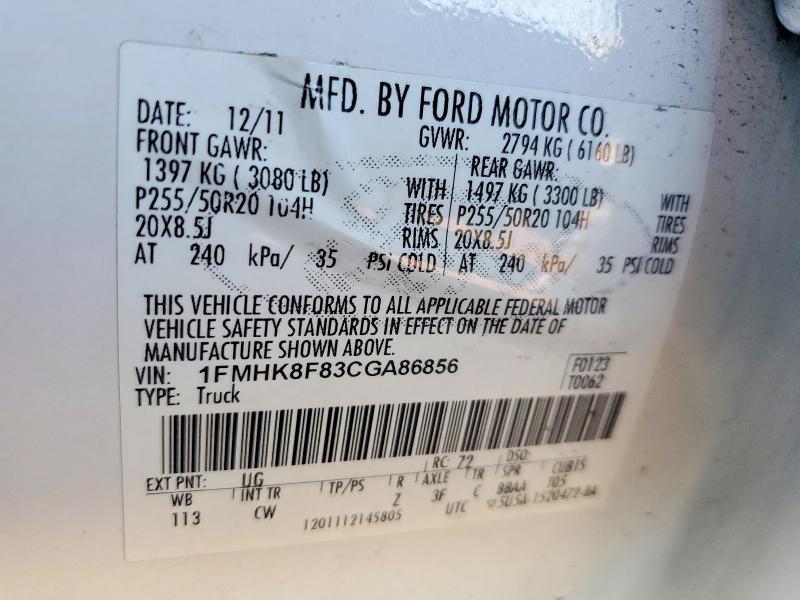 MFD. BY FORD MOTOR CO.
DATE: 12/11 GVWR: 2794 KG ( 6160 LB)
FRONT GAWR: REAR GAWR:
1397 KG ( 3080 LB) WITH 1497 KG ( 3300 LB) WITH
P255/50R20 104H TIRES P255/50R20 104H TIRES
20X8.5J RIMS 20X8.5J RIMS
AT 240 kPa/ 35 PSI COLD AT 240 kPa/ 35 PSI COLD
THIS VEHICLE CONFORMS TO ALL APPLICABLE FEDERAL MOTOR
VEHICLE SAFETY STANDARDS IN EFFECT ON THE DATE OF
MANUFACTURE SHOWN ABOVE.
VIN: 1FMHK8F83CGA86856 F0123
TYPE: Truck T0062
EXT PNT: UG RC: 72 DSO:
WB INT TR TP/PS R AXLE TR SPR CUB15
113 CW Z 3F C BBAA T05
1201112145805 UTC